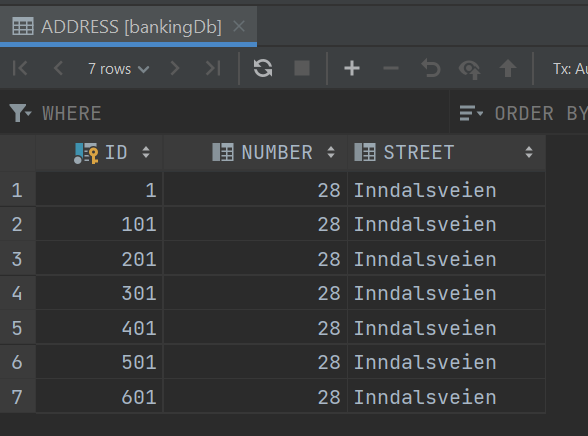 ADDRESS [bankingDb]
7 rows Tx: Au
WHERE ORDER BY
ID NUMBER STREET
1 1 28 Inndalsveien
2 101 28 Inndalsveien
3 201 28 Inndalsveien
4 301 28 Inndalsveien
5 401 28 Inndalsveien
6 501 28 Inndalsveien
7 601 28 Inndalsveien